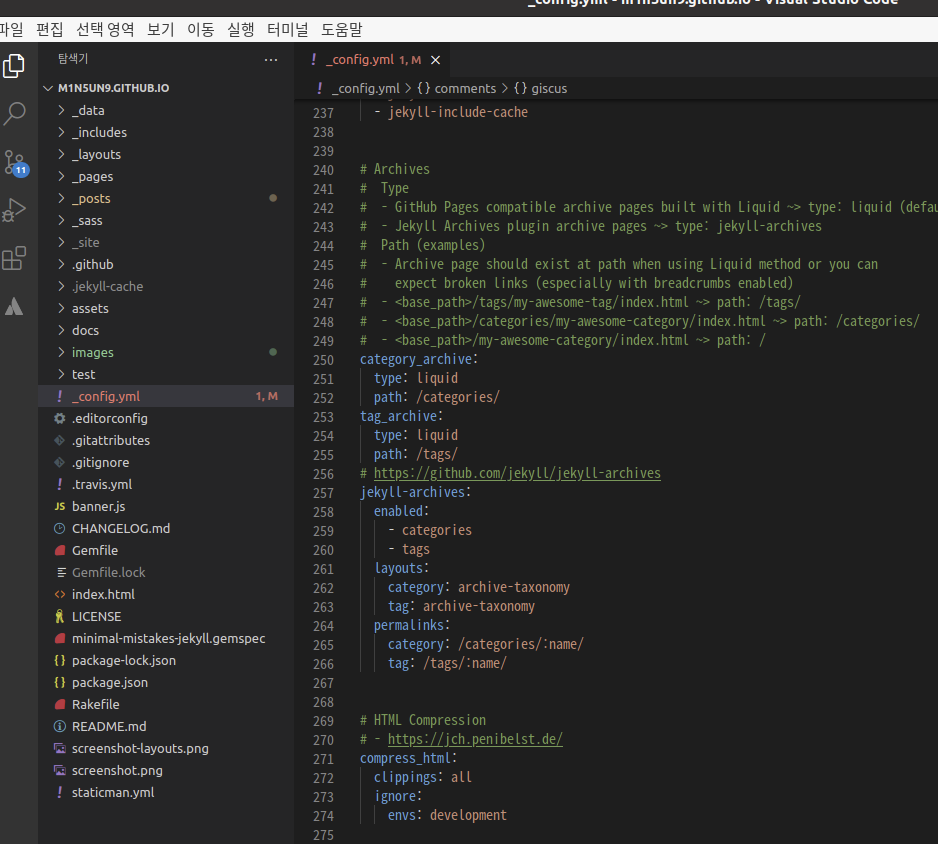 _config.yml - m1n5un9.github.io - Visual Studio Code
파일 편집 선택 영역 보기 이동 실행 터미널 도움말
탐색기 ...
! _config.yml 1, M ×
M1N5UN9.GITHUB.IO
! _config.yml > {} comments > {} giscus
11
> _data
> _includes
> _layouts
> _pages
> _posts
> _sass
> _site
> .github
> .jekyll-cache
> assets
> docs
> images
> test
! _config.yml 1, M
.editorconfig
.gitattributes
.gitignore
! .travis.yml
JS banner.js
CHANGELOG.md
Gemfile
Gemfile.lock
<> index.html
LICENSE
minimal-mistakes-jekyll.gemspec
{} package-lock.json
{} package.json
Rakefile
README.md
screenshot-layouts.png
screenshot.png
! staticman.yml
237 - jekyll-include-cache
238
239
240 # Archives
241 #  Type
242 #  - GitHub Pages compatible archive pages built with Liquid ~> type: liquid (defau
243 #  - Jekyll Archives plugin archive pages ~> type: jekyll-archives
244 #  Path (examples)
245 #  - Archive page should exist at path when using Liquid method or you can
246 #    expect broken links (especially with breadcrumbs enabled)
247 #  - <base_path>/tags/my-awesome-tag/index.html ~> path: /tags/
248 #  - <base_path>/categories/my-awesome-category/index.html ~> path: /categories/
249 #  - <base_path>/my-awesome-category/index.html ~> path: /
250 category_archive:
251   type: liquid
252   path: /categories/
253 tag_archive:
254   type: liquid
255   path: /tags/
256 # https://github.com/jekyll/jekyll-archives
257 jekyll-archives:
258   enabled:
259     - categories
260     - tags
261   layouts:
262     category: archive-taxonomy
263     tag: archive-taxonomy
264   permalinks:
265     category: /categories/:name/
266     tag: /tags/:name/
267
268
269 # HTML Compression
270 # - https://jch.penibelst.de/
271 compress_html:
272   clippings: all
273   ignore:
274     envs: development
275